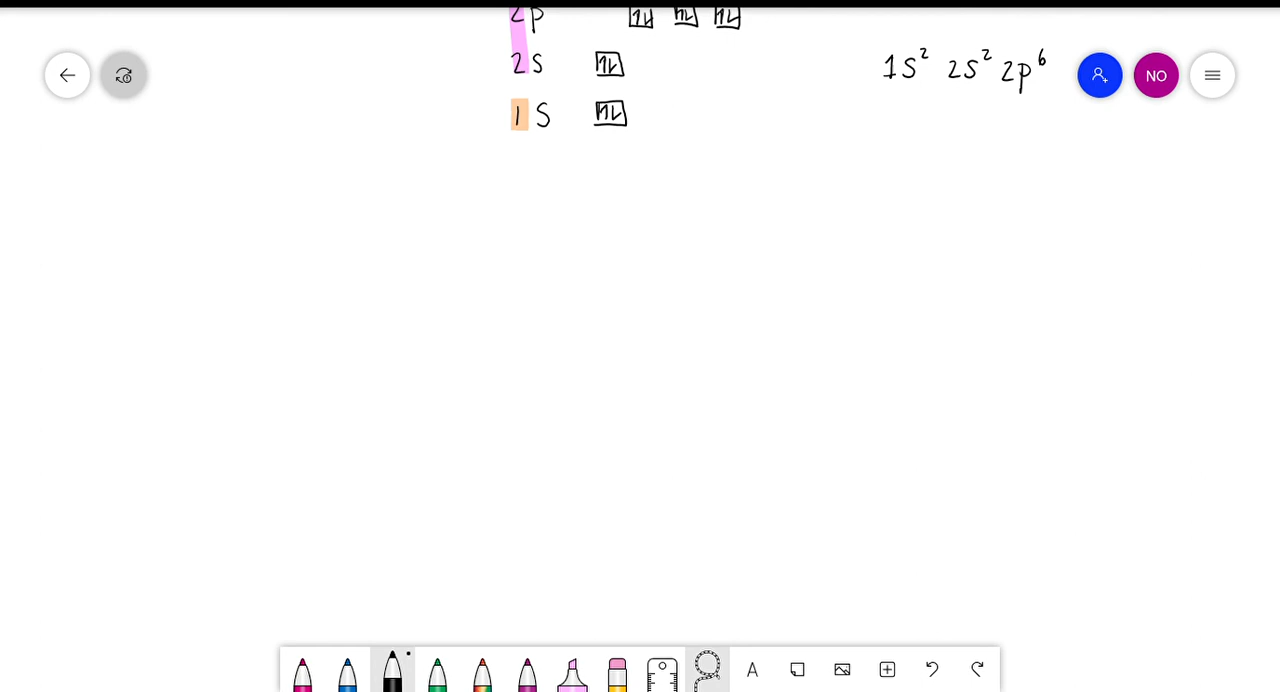 2p ⥮ ⥮ ⥮
2s ⥮ 1s² 2s² 2p⁶ NO
1s ⥮
A